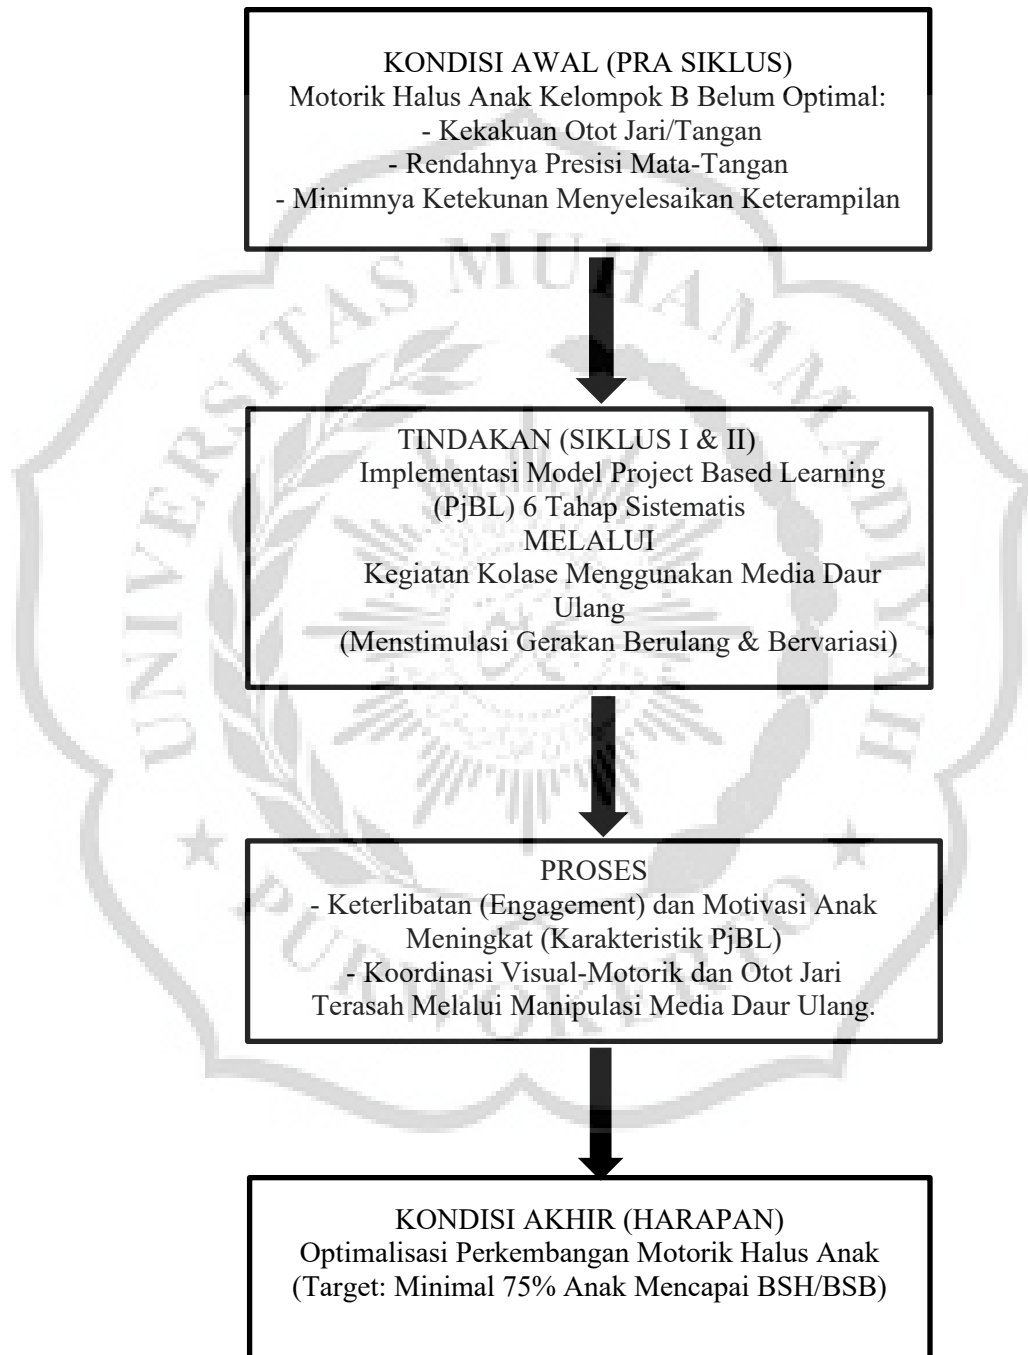 KONDISI AWAL (PRA SIKLUS)
Motorik Halus Anak Kelompok B Belum Optimal:
- Kekakuan Otot Jari/Tangan
- Rendahnya Presisi Mata-Tangan
- Minimnya Ketekunan Menyelesaikan Keterampilan
TINDAKAN (SIKLUS I & II)
Implementasi Model Project Based Learning
(PjBL) 6 Tahap Sistematis
MELALUI
Kegiatan Kolase Menggunakan Media Daur
Ulang
(Menstimulasi Gerakan Berulang & Bervariasi)
PROSES
- Keterlibatan (Engagement) dan Motivasi Anak
Meningkat (Karakteristik PjBL)
- Koordinasi Visual-Motorik dan Otot Jari
Terasah Melalui Manipulasi Media Daur Ulang.
KONDISI AKHIR (HARAPAN)
Optimalisasi Perkembangan Motorik Halus Anak
(Target: Minimal 75% Anak Mencapai BSH/BSB)
UNIVERSITAS MUHAMMADIYAH
PURWOKERTO